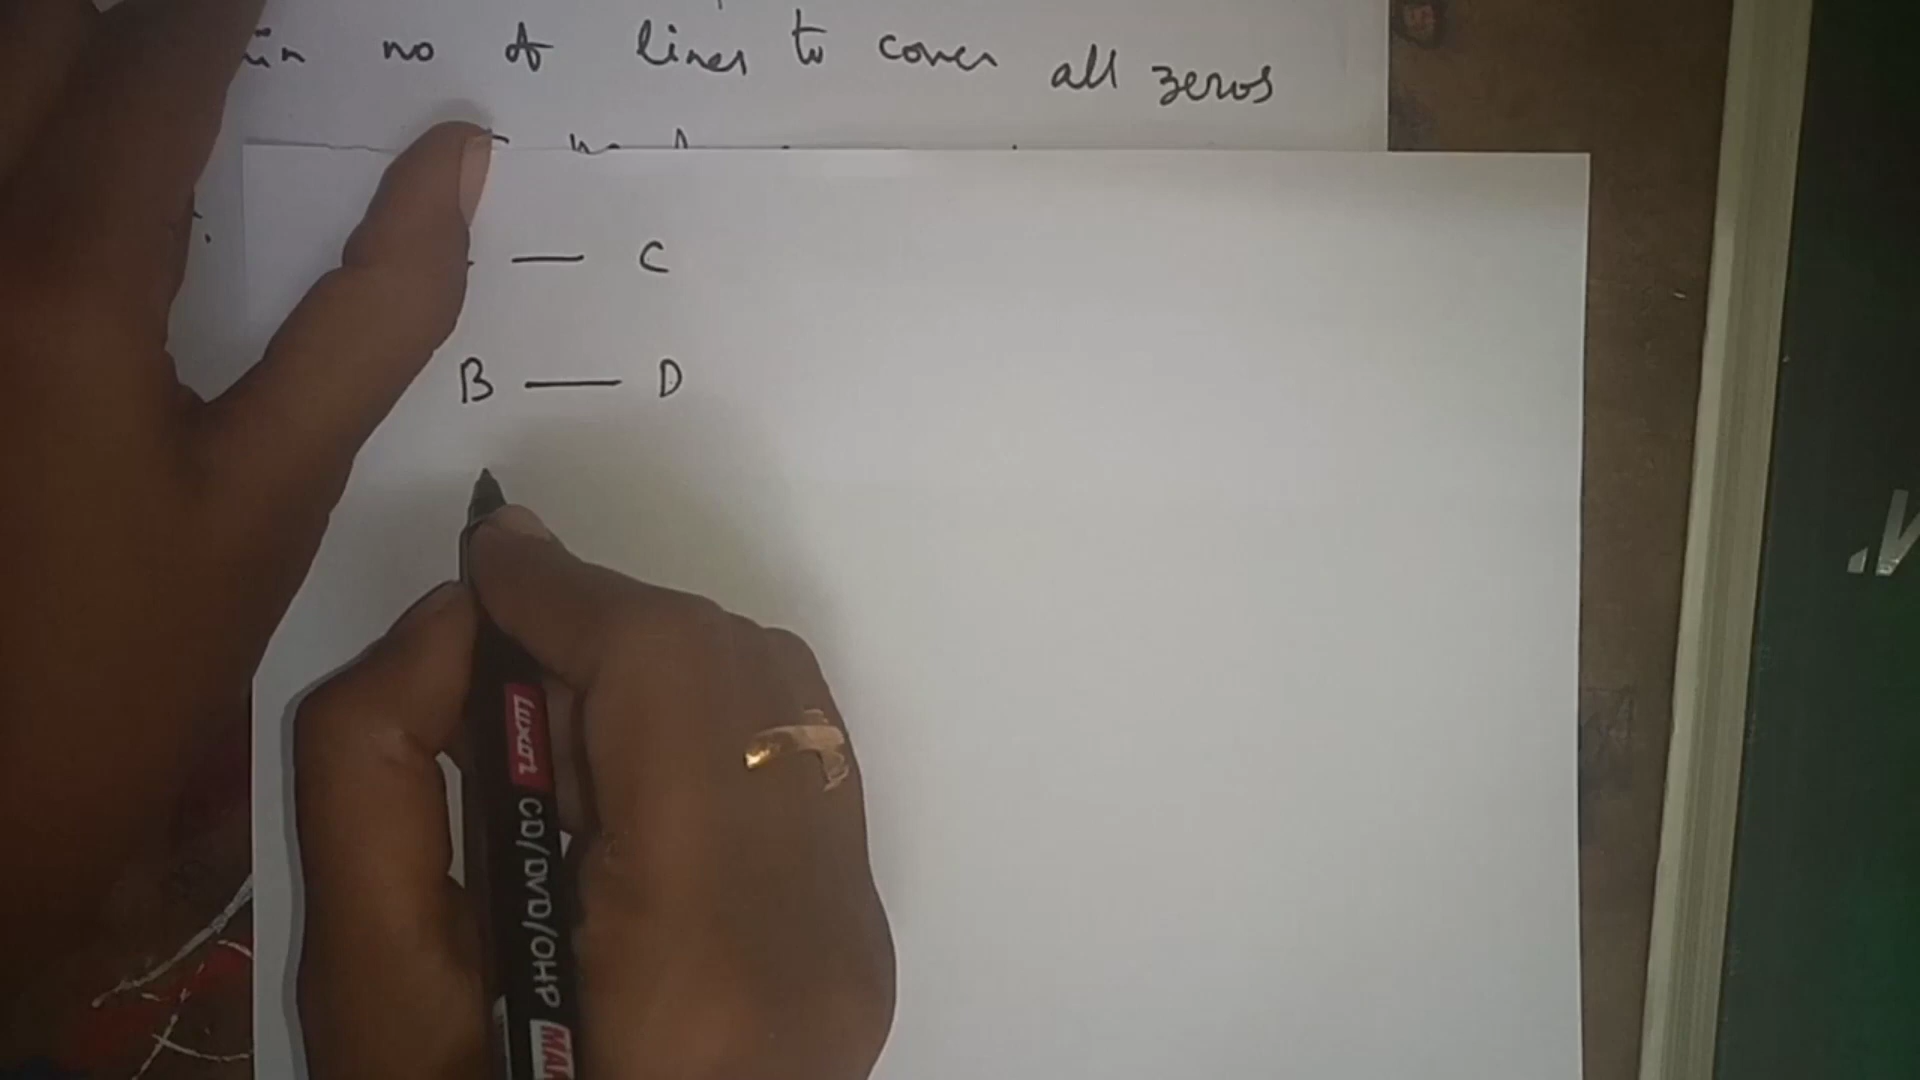 no of lines to cover all zeros
— C
B — D
Luxor CD/DVD/OHP